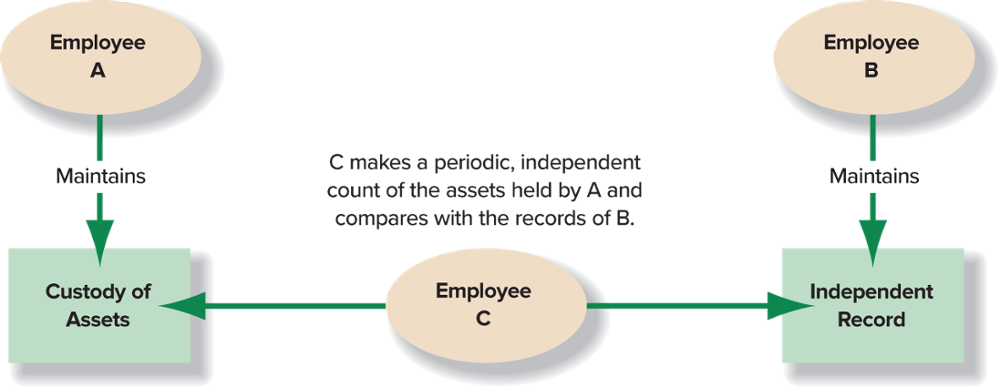 Employee
A
Employee
B
Maintains
Maintains
C makes a periodic, independent
count of the assets held by A and
compares with the records of B.
Custody of
Assets
Employee
C
Independent
Record